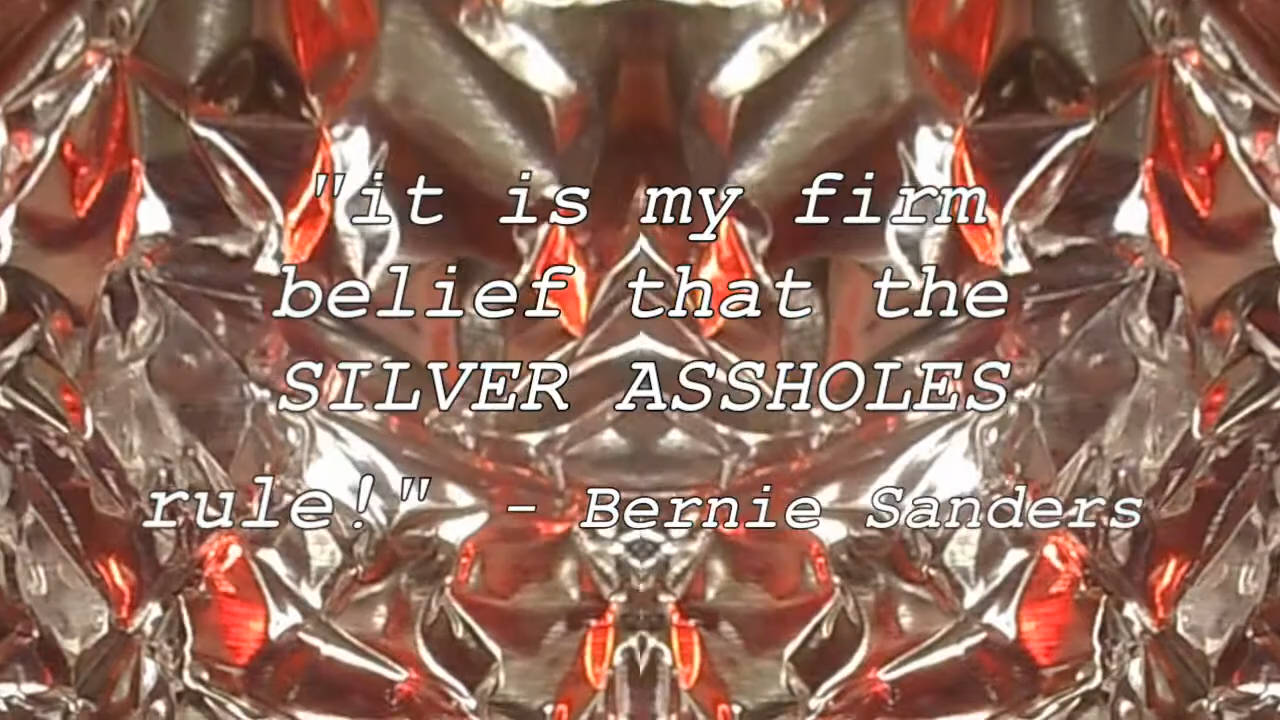 "it is my firm
belief that the
SILVER ASSHOLES
rule!" - Bernie Sanders